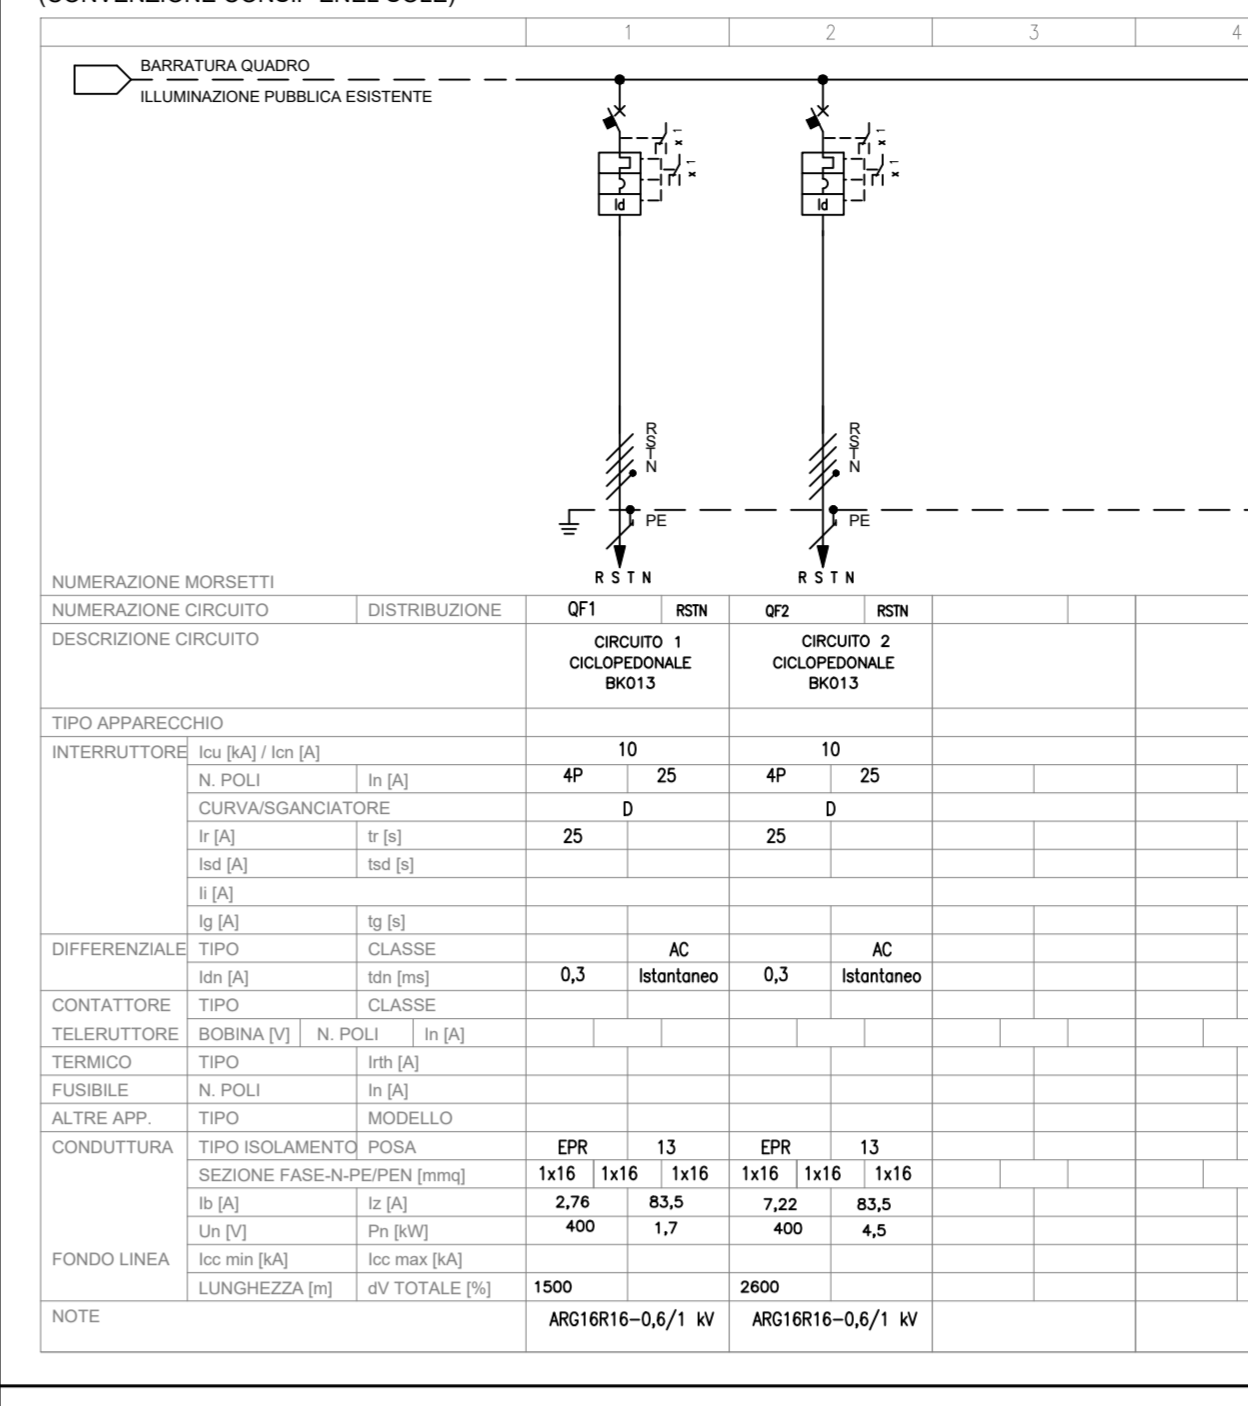 1 2 3 4
BARRATURA QUADRO
ILLUMINAZIONE PUBBLICA ESISTENTE
1 1
1 1
Id Id
R S T N R S T N
PE PE
NUMERAZIONE MORSETTI R S T N R S T N
NUMERAZIONE CIRCUITO DISTRIBUZIONE QF1 RSTN QF2 RSTN
DESCRIZIONE CIRCUITO CIRCUITO 1 CIRCUITO 2
CICLOPEDONALE CICLOPEDONALE
BK013 BK013
TIPO APPARECCHIO
INTERRUTTORE Icu [kA] / Icn [A] 10 10
N. POLI In [A] 4P 25 4P 25
CURVA/SGANCIATORE D D
Ir [A] tr [s] 25 25
Isd [A] tsd [s]
Ii [A]
Ig [A] tg [s]
DIFFERENZIALE TIPO CLASSE AC AC
Idn [A] tdn [ms] 0,3 Istantaneo 0,3 Istantaneo
CONTATTORE TIPO CLASSE
TELERUTTORE BOBINA [V] N. POLI In [A]
TERMICO TIPO Irth [A]
FUSIBILE N. POLI In [A]
ALTRE APP. TIPO MODELLO
CONDUTTURA TIPO ISOLAMENTO POSA EPR 13 EPR 13
SEZIONE FASE-N-PE/PEN [mmq] 1x16 1x16 1x16 1x16 1x16 1x16
Ib [A] Iz [A] 2,76 83,5 7,22 83,5
Un [V] Pn [kW] 400 1,7 400 4,5
FONDO LINEA Icc min [kA] Icc max [kA]
LUNGHEZZA [m] dV TOTALE [%] 1500 2600
NOTE ARG16R16-0,6/1 kV ARG16R16-0,6/1 kV